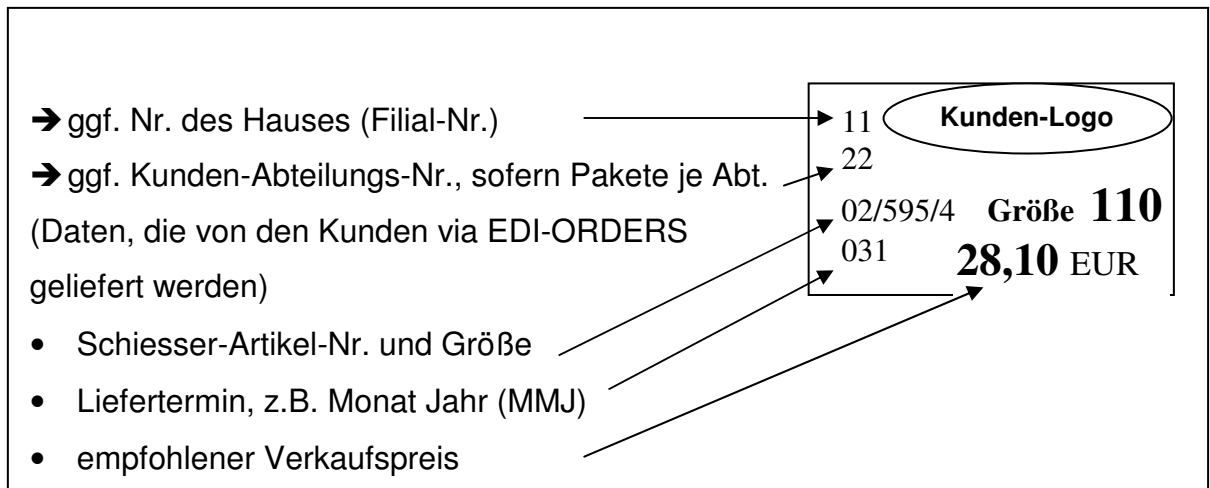 ➔ ggf. Nr. des Hauses (Filial-Nr.)
➔ ggf. Kunden-Abteilungs-Nr., sofern Pakete je Abt.
(Daten, die von den Kunden via EDI-ORDERS
geliefert werden)
• Schiesser-Artikel-Nr. und Größe
• Liefertermin, z.B. Monat Jahr (MMJ)
• empfohlener Verkaufspreis
11 Kunden-Logo
22
02/595/4 Größe 110
031 28,10 EUR